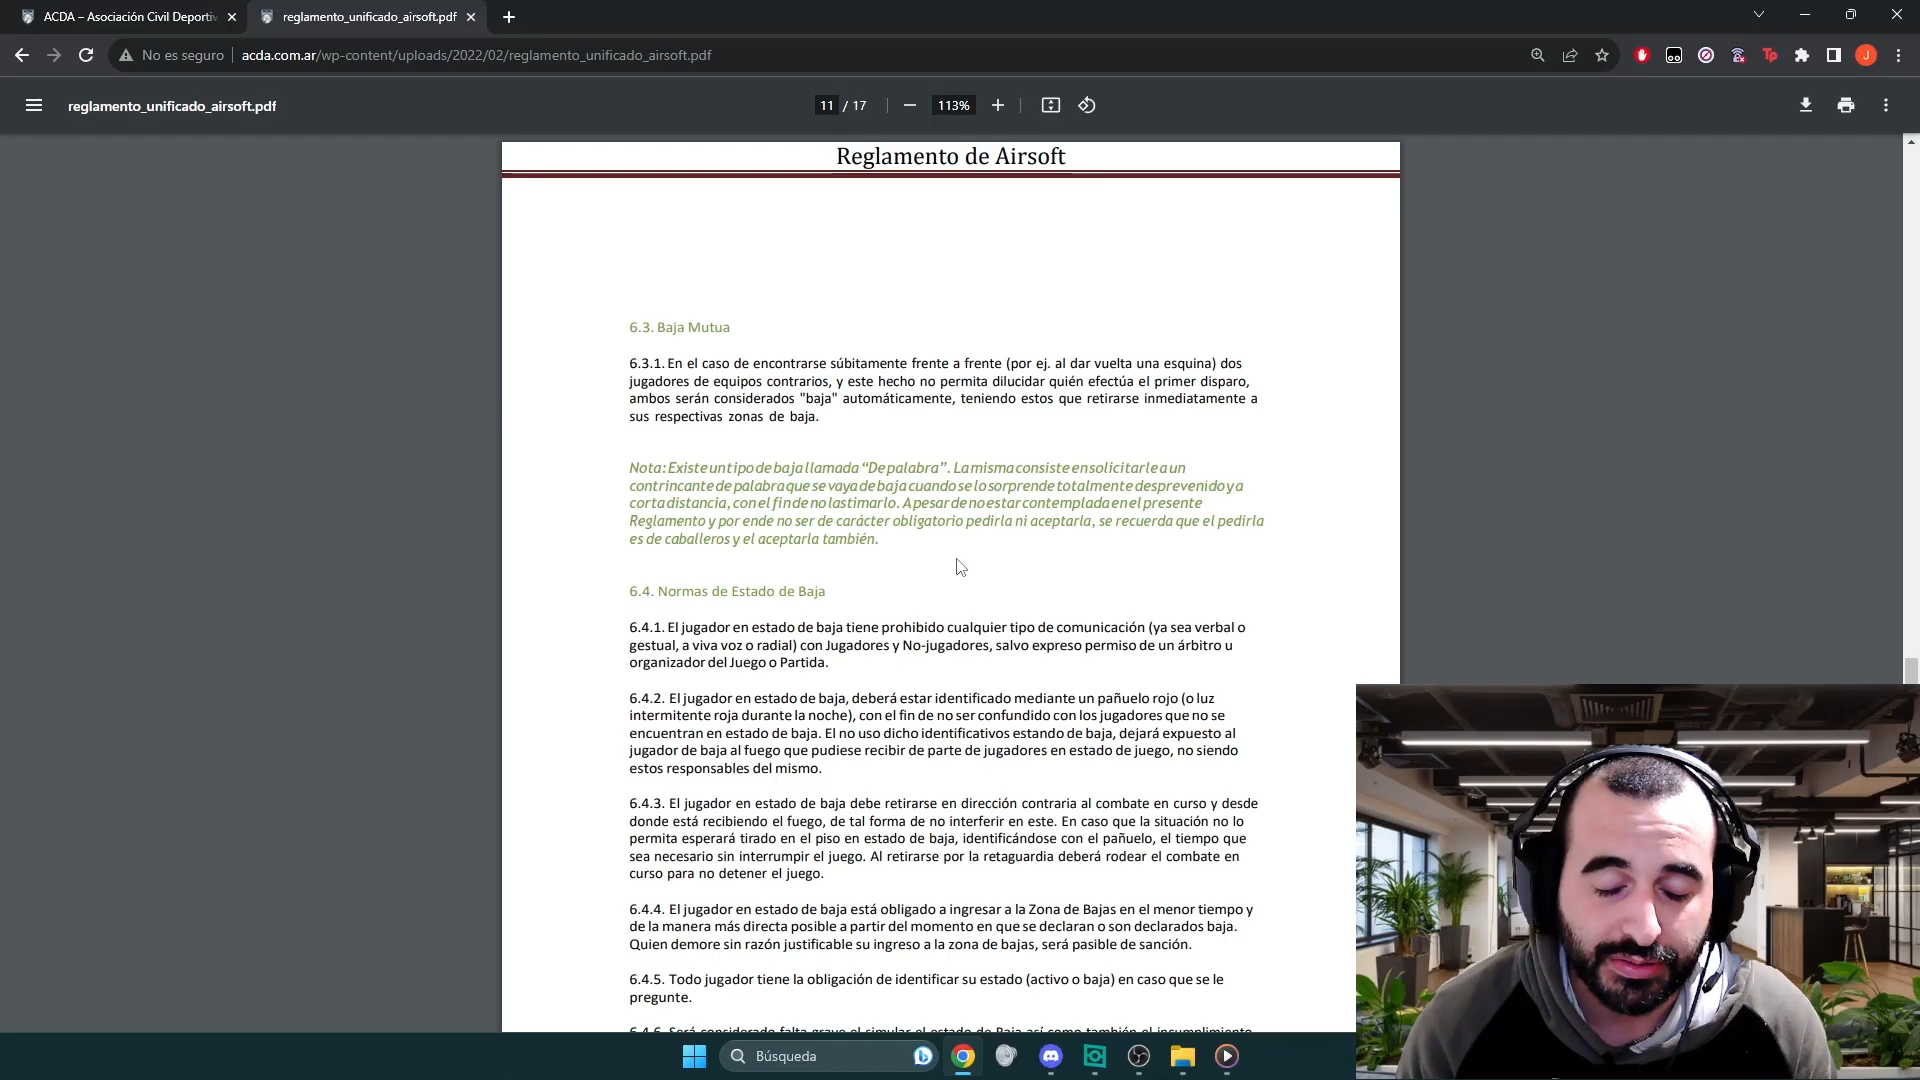 ACDA – Asociación Civil Deportiv
reglamento_unificado_airsoft.pdf
No es seguro
acda.com.ar/wp-content/uploads/2022/02/reglamento_unificado_airsoft.pdf
Tp
J
reglamento_unificado_airsoft.pdf
11 / 17
113%
Reglamento de Airsoft
6.3. Baja Mutua
6.3.1. En el caso de encontrarse súbitamente frente a frente (por ej. al dar vuelta una esquina) dos
jugadores de equipos contrarios, y este hecho no permita dilucidar quién efectúa el primer disparo,
ambos serán considerados "baja" automáticamente, teniendo estos que retirarse inmediatamente a
sus respectivas zonas de baja.
Nota: Existe un tipo de baja llamada “De palabra”. La misma consiste en solicitarle a un
contrincante de palabra que se vaya de baja cuando se lo sorprende totalmente desprevenido y a
corta distancia, con el fin de no lastimarlo. A pesar de no estar contemplada en el presente
Reglamento y por ende no ser de carácter obligatorio pedirla ni aceptarla, se recuerda que el pedirla
es de caballeros y el aceptarla también.
6.4. Normas de Estado de Baja
6.4.1. El jugador en estado de baja tiene prohibido cualquier tipo de comunicación (ya sea verbal o
gestual, a viva voz o radial) con Jugadores y No-jugadores, salvo expreso permiso de un árbitro u
organizador del Juego o Partida.
6.4.2. El jugador en estado de baja, deberá estar identificado mediante un pañuelo rojo (o luz
intermitente roja durante la noche), con el fin de no ser confundido con los jugadores que no se
encuentran en estado de baja. El no uso dicho identificativos estando de baja, dejará expuesto al
jugador de baja al fuego que pudiese recibir de parte de jugadores en estado de juego, no siendo
estos responsables del mismo.
6.4.3. El jugador en estado de baja debe retirarse en dirección contraria al combate en curso y desde
donde está recibiendo el fuego, de tal forma de no interferir en este. En caso que la situación no lo
permita esperará tirado en el piso en estado de baja, identificándose con el pañuelo, el tiempo que
sea necesario sin interrumpir el juego. Al retirarse por la retaguardia deberá rodear el combate en
curso para no detener el juego.
6.4.4. El jugador en estado de baja está obligado a ingresar a la Zona de Bajas en el menor tiempo y
de la manera más directa posible a partir del momento en que se declaran o son declarados baja.
Quien demore sin razón justificable su ingreso a la zona de bajas, será pasible de sanción.
6.4.5. Todo jugador tiene la obligación de identificar su estado (activo o baja) en caso que se le
pregunte.
6.4.6. Será considerado falta grave el simular el estado de Baja así como también el incumplimiento
Búsqueda